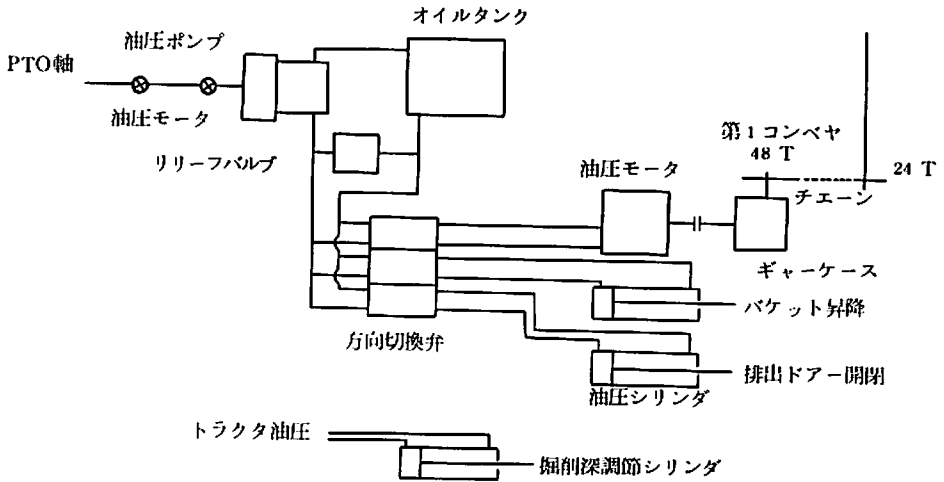 オイルタンク
油圧ポンプ
PTO軸
油圧モータ
リリーフバルブ
第1コンベヤ
48 T
24 T
チエーン
油圧モータ
ギャーケース
バケット昇降
方向切換弁
排出ドアー開閉
油圧シリンダ
トラクタ油圧
掘削深調節シリンダ